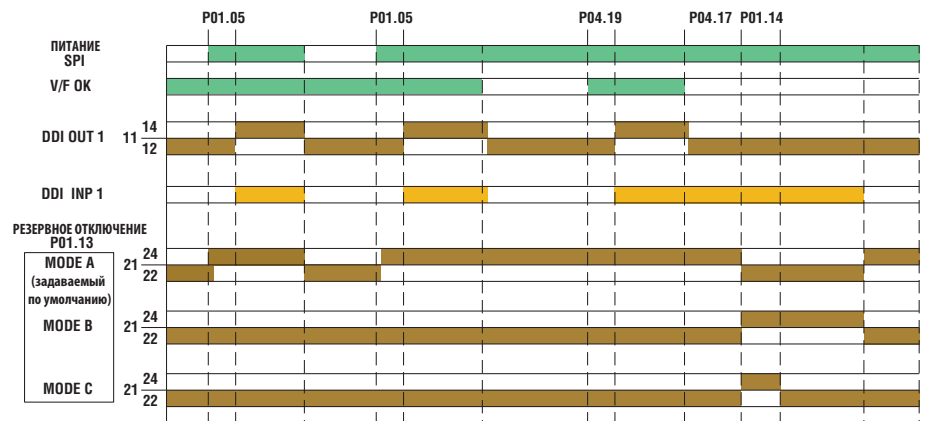 P01.05 P01.05 P04.19 P04.17 P01.14
ПИТАНИЕ
SPI
V/F OK
DDI OUT 1 11 14
12
DDI INP 1
РЕЗЕРВНОЕ ОТКЛЮЧЕНИЕ
P01.13
MODE A
(задаваемый
по умолчанию)
21 24
22
MODE B 21 24
22
MODE C 21 24
22